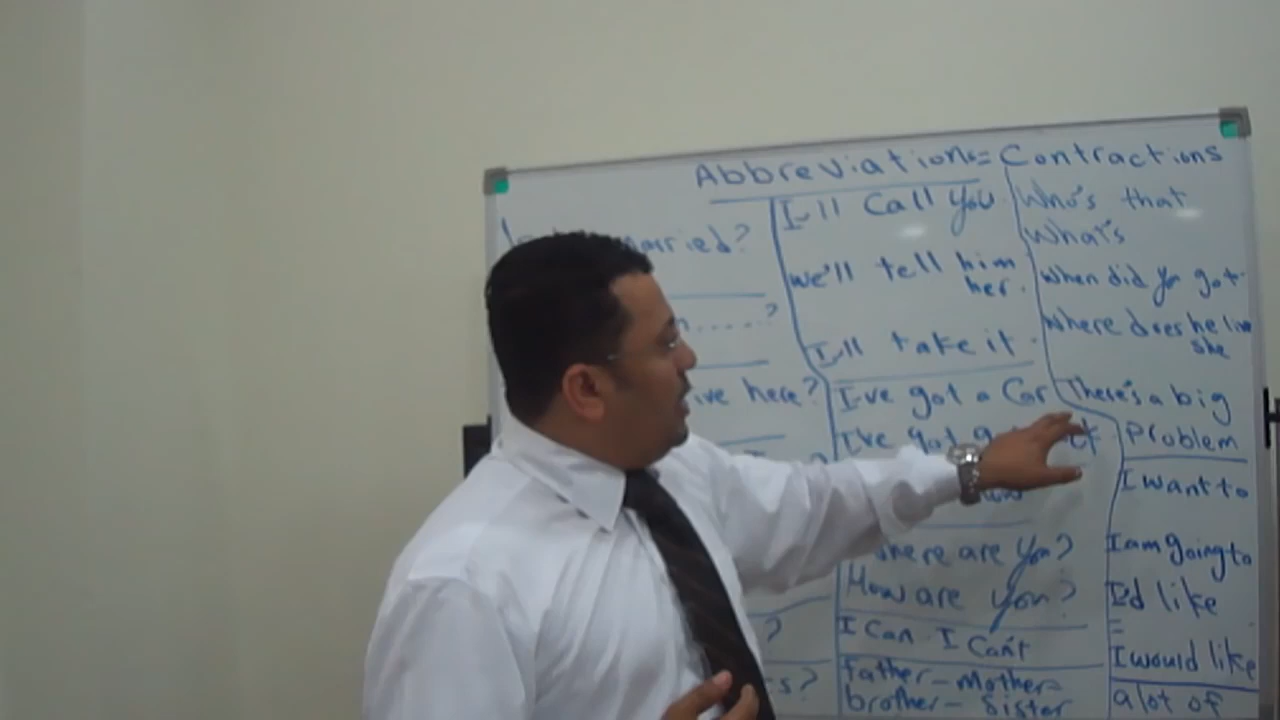 Abbreviations = Contractions
married?
.....?
ive here?
?
s?
I'll Call you
we'll tell him
her.
I'll take it.
I've got a Car
I've got a
where are you?
How are you?
I Can I Can't
father - Mother -
brother - Sister
Who's that
What's
When did you got
Where does he live
she
There's a big
Problem
I want to
I am going to
I'd like
=
I would like
a lot of